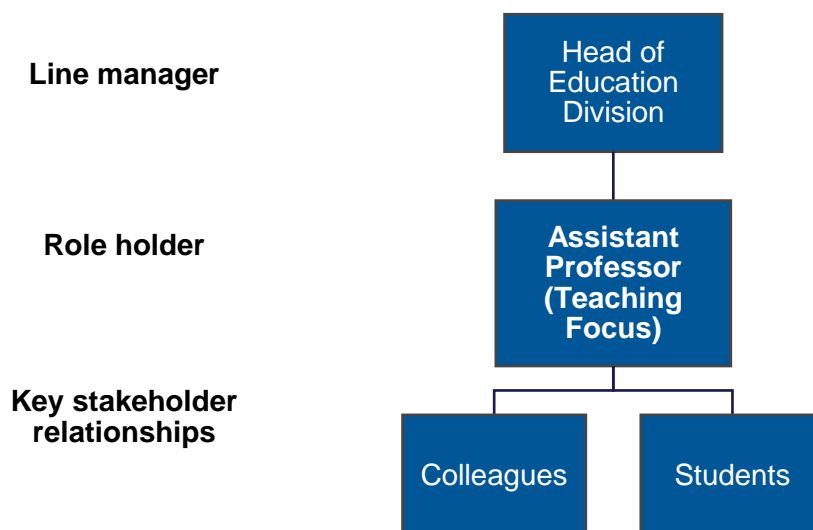 Line manager
Head of
Education
Division
Role holder
Assistant
Professor
(Teaching
Focus)
Key stakeholder
relationships
Colleagues
Students